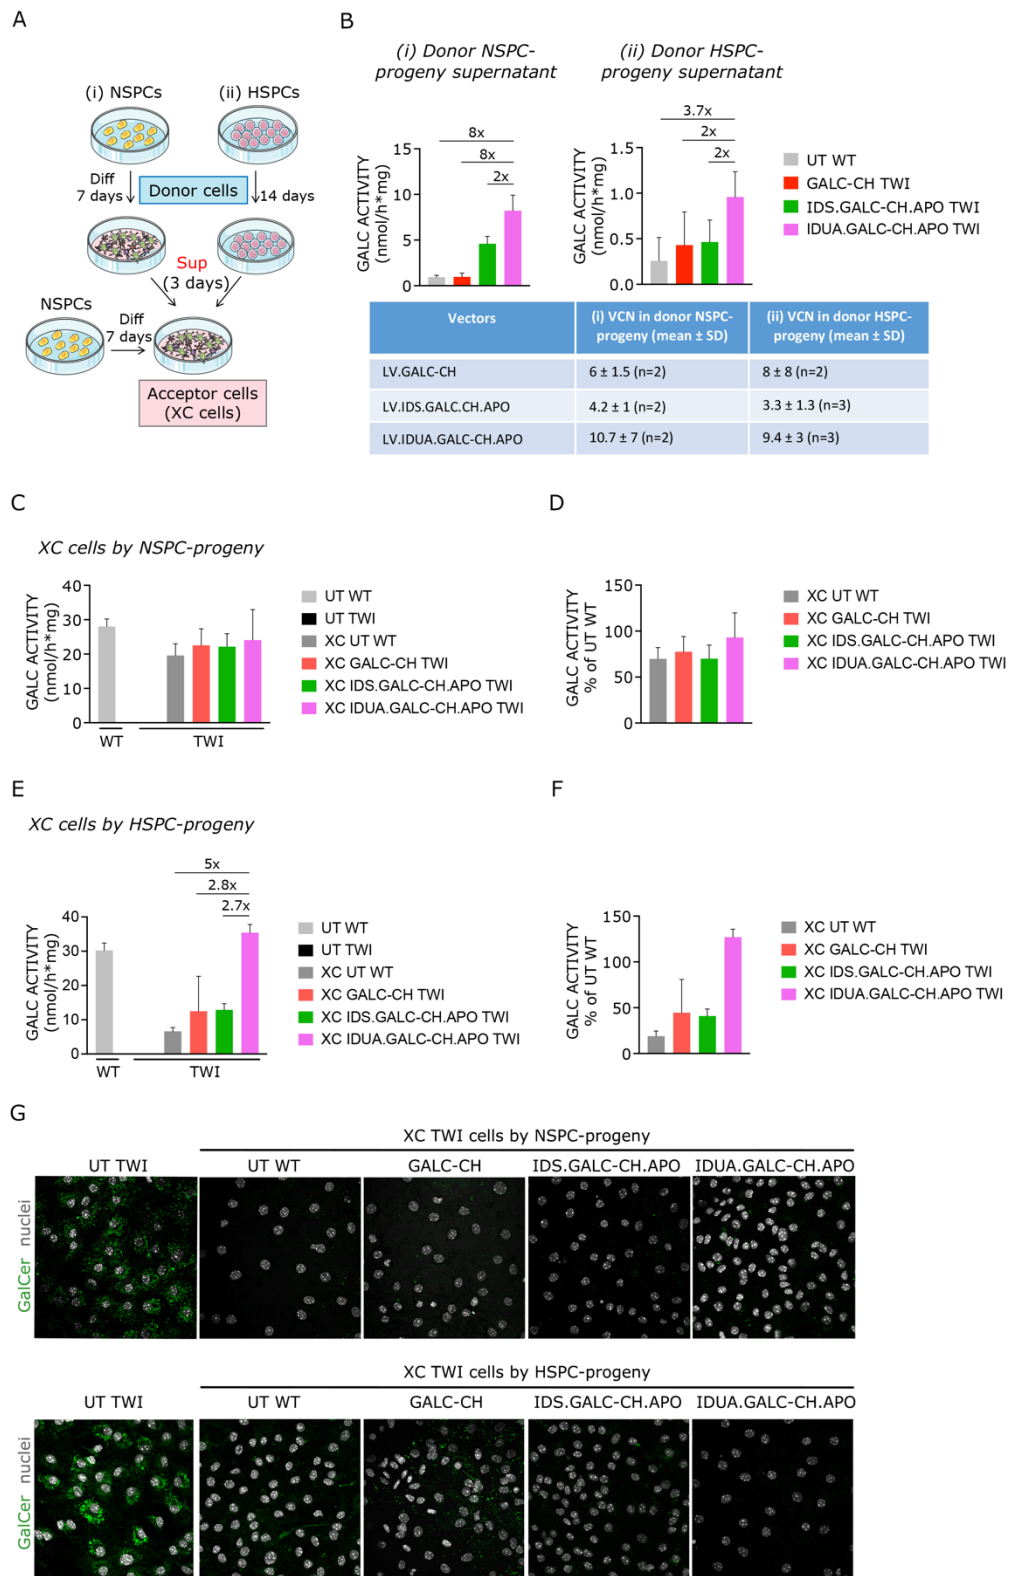 A
(i) NSPCs
(ii) HSPCs
Diff
7 days
Donor cells
14 days
Sup
(3 days)
NSPCs
Diff
7 days
Acceptor cells
(XC cells)
B
(i) Donor NSPC-
progeny supernatant
(ii) Donor HSPC-
progeny supernatant
8x
8x
2x
GALC ACTIVITY
(nmol/h*mg)
15
10
5
0
3.7x
2x
2x
GALC ACTIVITY
(nmol/h*mg)
1.5
1.0
0.5
0.0
UT WT
GALC-CH TWI
IDS.GALC-CH.APO TWI
IDUA.GALC-CH.APO TWI
Vectors (i) VCN in donor NSPC- (ii) VCN in donor HSPC-
progeny (mean ± SD) progeny (mean ± SD)
LV.GALC-CH 6 ± 1.5 (n=2) 8 ± 8 (n=2)
LV.IDS.GALC.CH.APO 4.2 ± 1 (n=2) 3.3 ± 1.3 (n=3)
LV.IDUA.GALC-CH.APO 10.7 ± 7 (n=2) 9.4 ± 3 (n=3)
C
XC cells by NSPC-progeny
GALC ACTIVITY
(nmol/h*mg)
40
30
20
10
0
WT
TWI
UT WT
UT TWI
XC UT WT
XC GALC-CH TWI
XC IDS.GALC-CH.APO TWI
XC IDUA.GALC-CH.APO TWI
D
GALC ACTIVITY
% of UT WT
150
100
50
0
XC UT WT
XC GALC-CH TWI
XC IDS.GALC-CH.APO TWI
XC IDUA.GALC-CH.APO TWI
E
XC cells by HSPC-progeny
5x
2.8x
2.7x
GALC ACTIVITY
(nmol/h*mg)
40
30
20
10
0
WT
TWI
UT WT
UT TWI
XC UT WT
XC GALC-CH TWI
XC IDS.GALC-CH.APO TWI
XC IDUA.GALC-CH.APO TWI
F
GALC ACTIVITY
% of UT WT
150
100
50
0
XC UT WT
XC GALC-CH TWI
XC IDS.GALC-CH.APO TWI
XC IDUA.GALC-CH.APO TWI
G
XC TWI cells by NSPC-progeny
UT TWI UT WT GALC-CH IDS.GALC-CH.APO IDUA.GALC-CH.APO
GalCer nuclei
XC TWI cells by HSPC-progeny
UT TWI UT WT GALC-CH IDS.GALC-CH.APO IDUA.GALC-CH.APO
GalCer nuclei